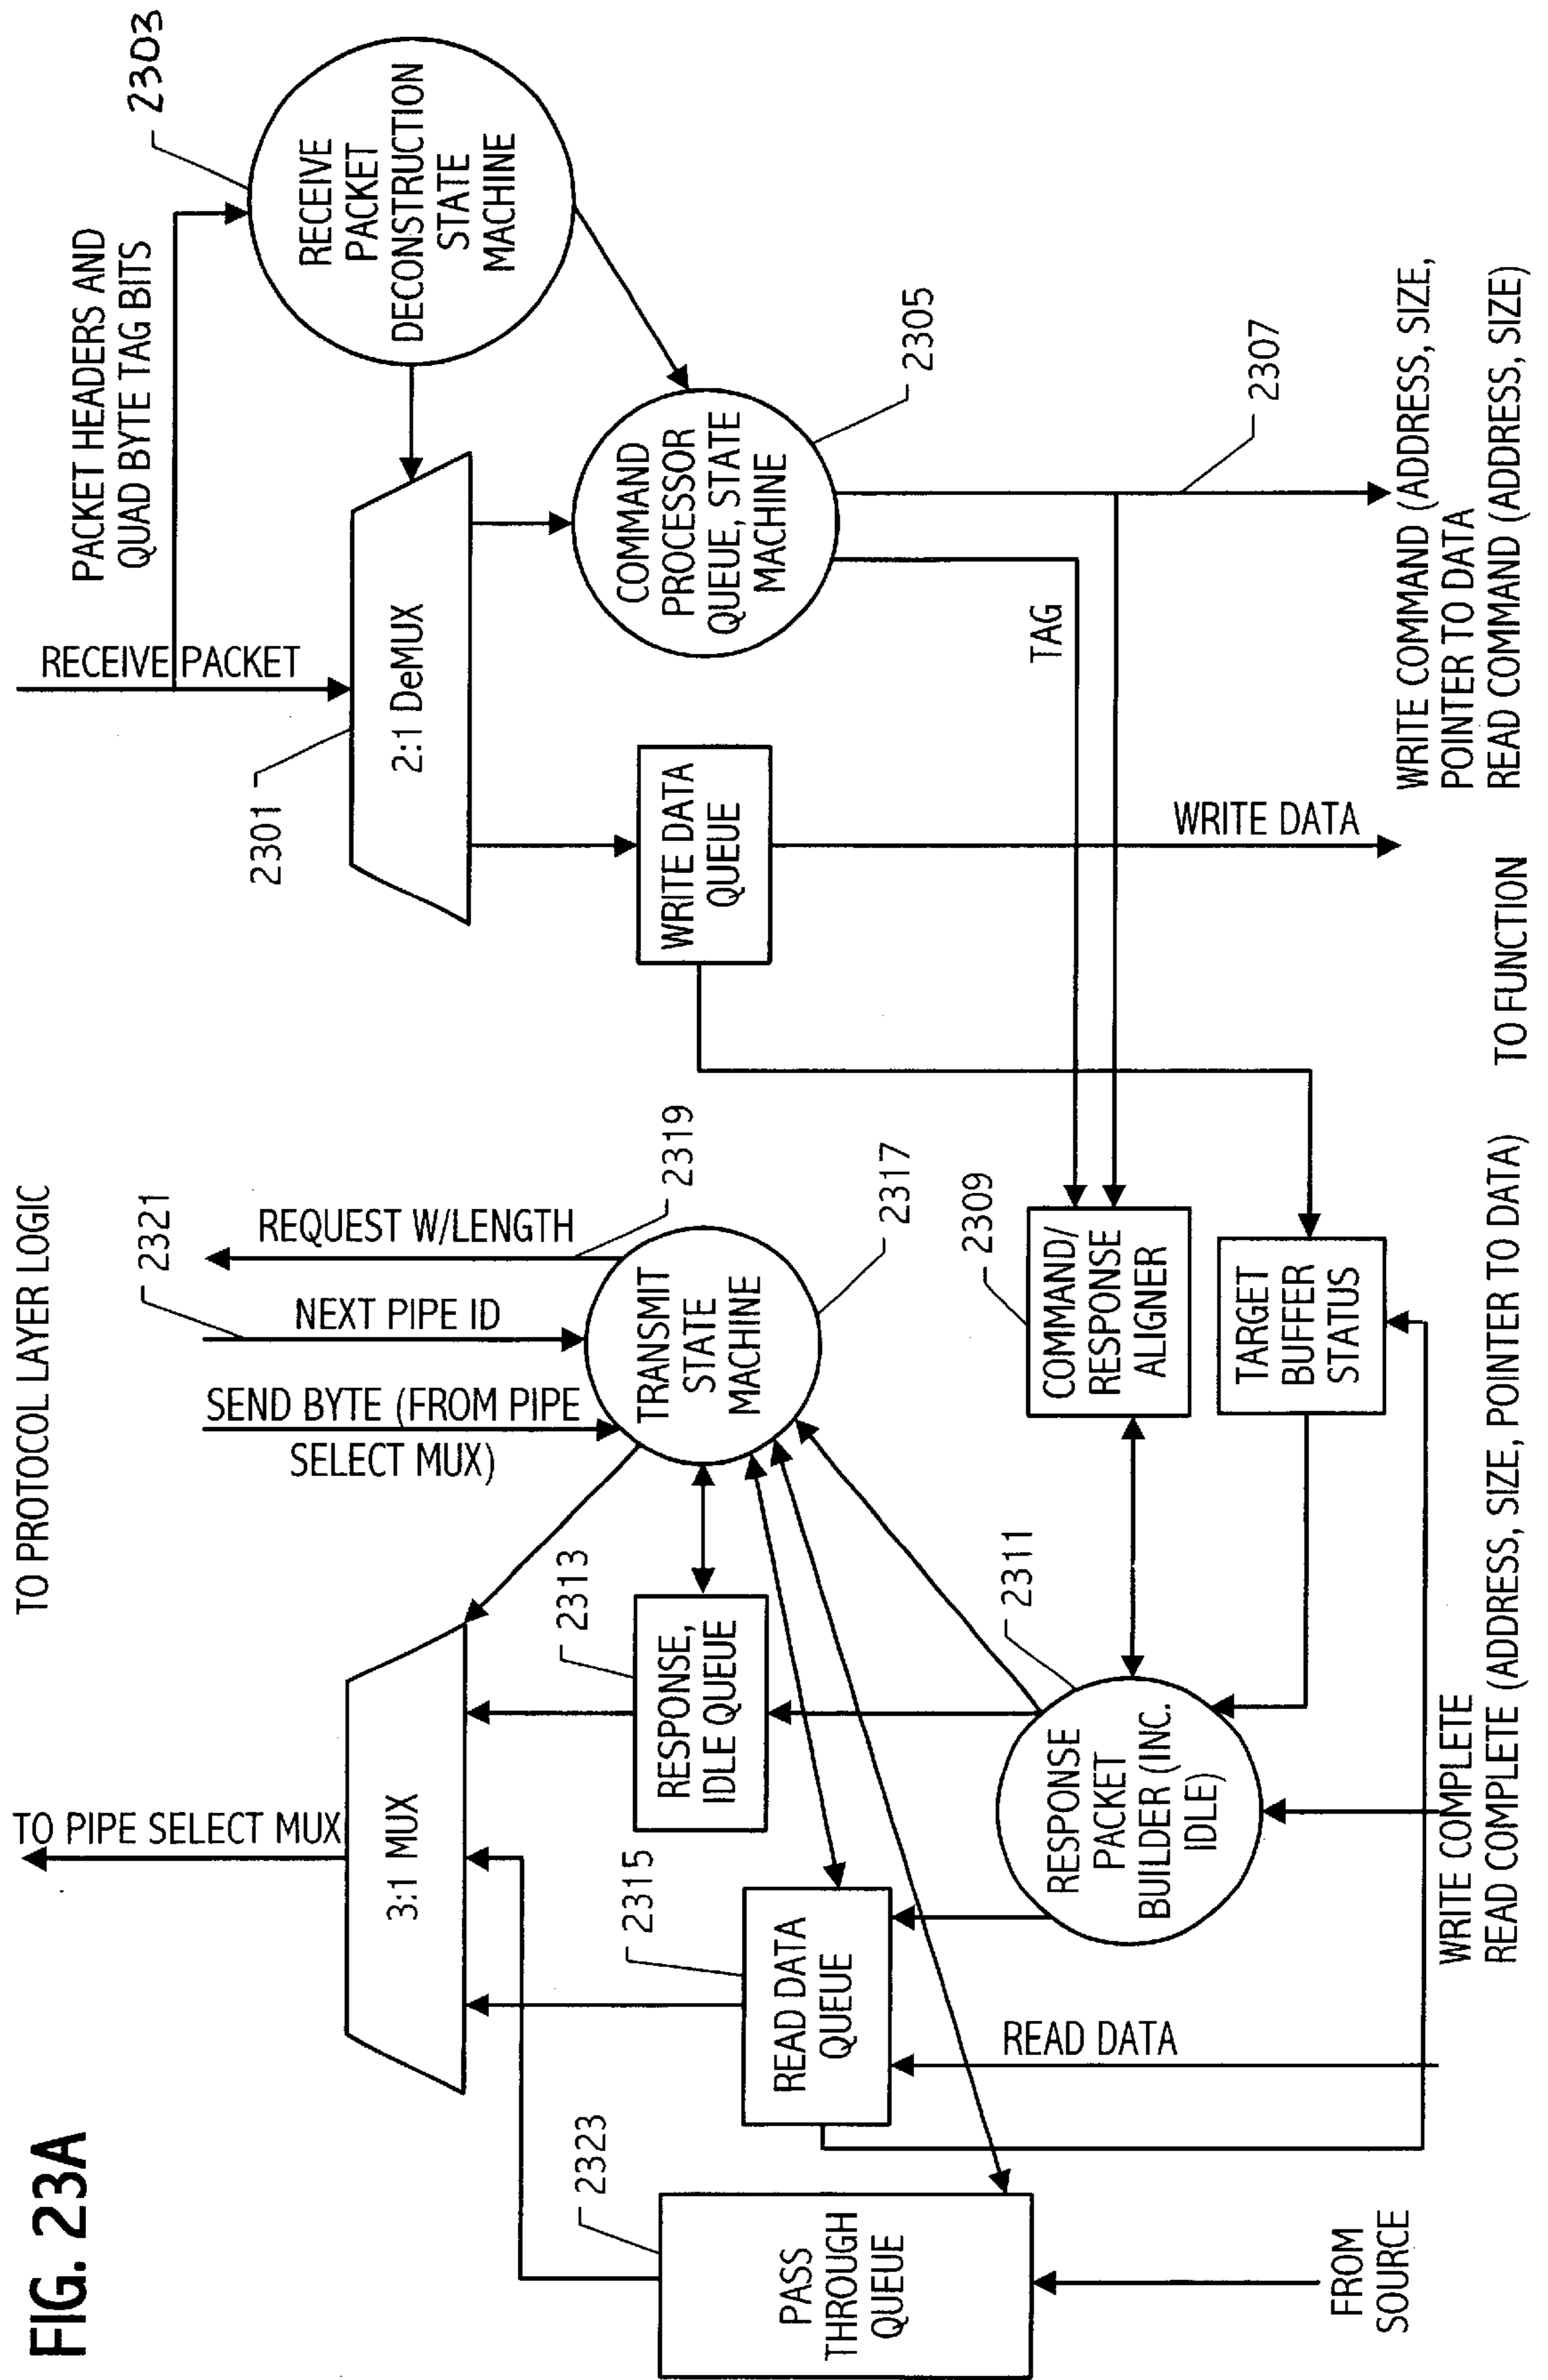 FIG. 23A
TO PROTOCOL LAYER LOGIC
TO PIPE SELECT MUX
3:1 MUX
2321
REQUEST W/LENGTH
2319
NEXT PIPE ID
SEND BYTE (FROM PIPE
SELECT MUX)
TRANSMIT
STATE
MACHINE
2317
2313
RESPONSE,
IDLE QUEUE
2315
READ DATA
QUEUE
2323
PASS
THROUGH
QUEUE
FROM
SOURCE
READ DATA
2311
RESPONSE
PACKET
BUILDER (INC.
IDLE)
2309
COMMAND/
RESPONSE
ALIGNER
TARGET
BUFFER
STATUS
WRITE COMPLETE
READ COMPLETE (ADDRESS, SIZE, POINTER TO DATA)
TO FUNCTION
RECEIVE PACKET
PACKET HEADERS AND
QUAD BYTE TAG BITS
2303
RECEIVE
PACKET
DECONSTRUCTION
STATE
MACHINE
2301
2:1 DeMUX
WRITE DATA
QUEUE
COMMAND
PROCESSOR
QUEUE, STATE
MACHINE
2305
TAG
2307
WRITE DATA
WRITE COMMAND (ADDRESS, SIZE,
POINTER TO DATA
READ COMMAND (ADDRESS, SIZE)